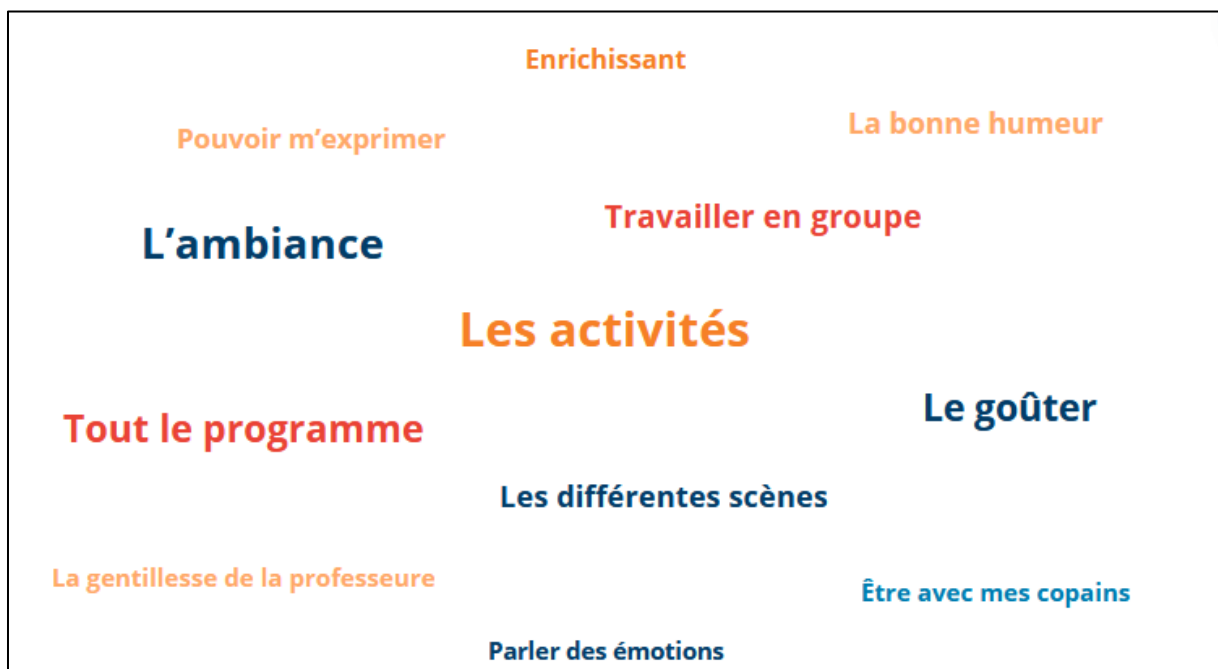 Enrichissant
La bonne humeur
Pouvoir m’exprimer
Travailler en groupe
L’ambiance
Les activités
Le goûter
Tout le programme
Les différentes scènes
La gentillesse de la professeure
Être avec mes copains
Parler des émotions